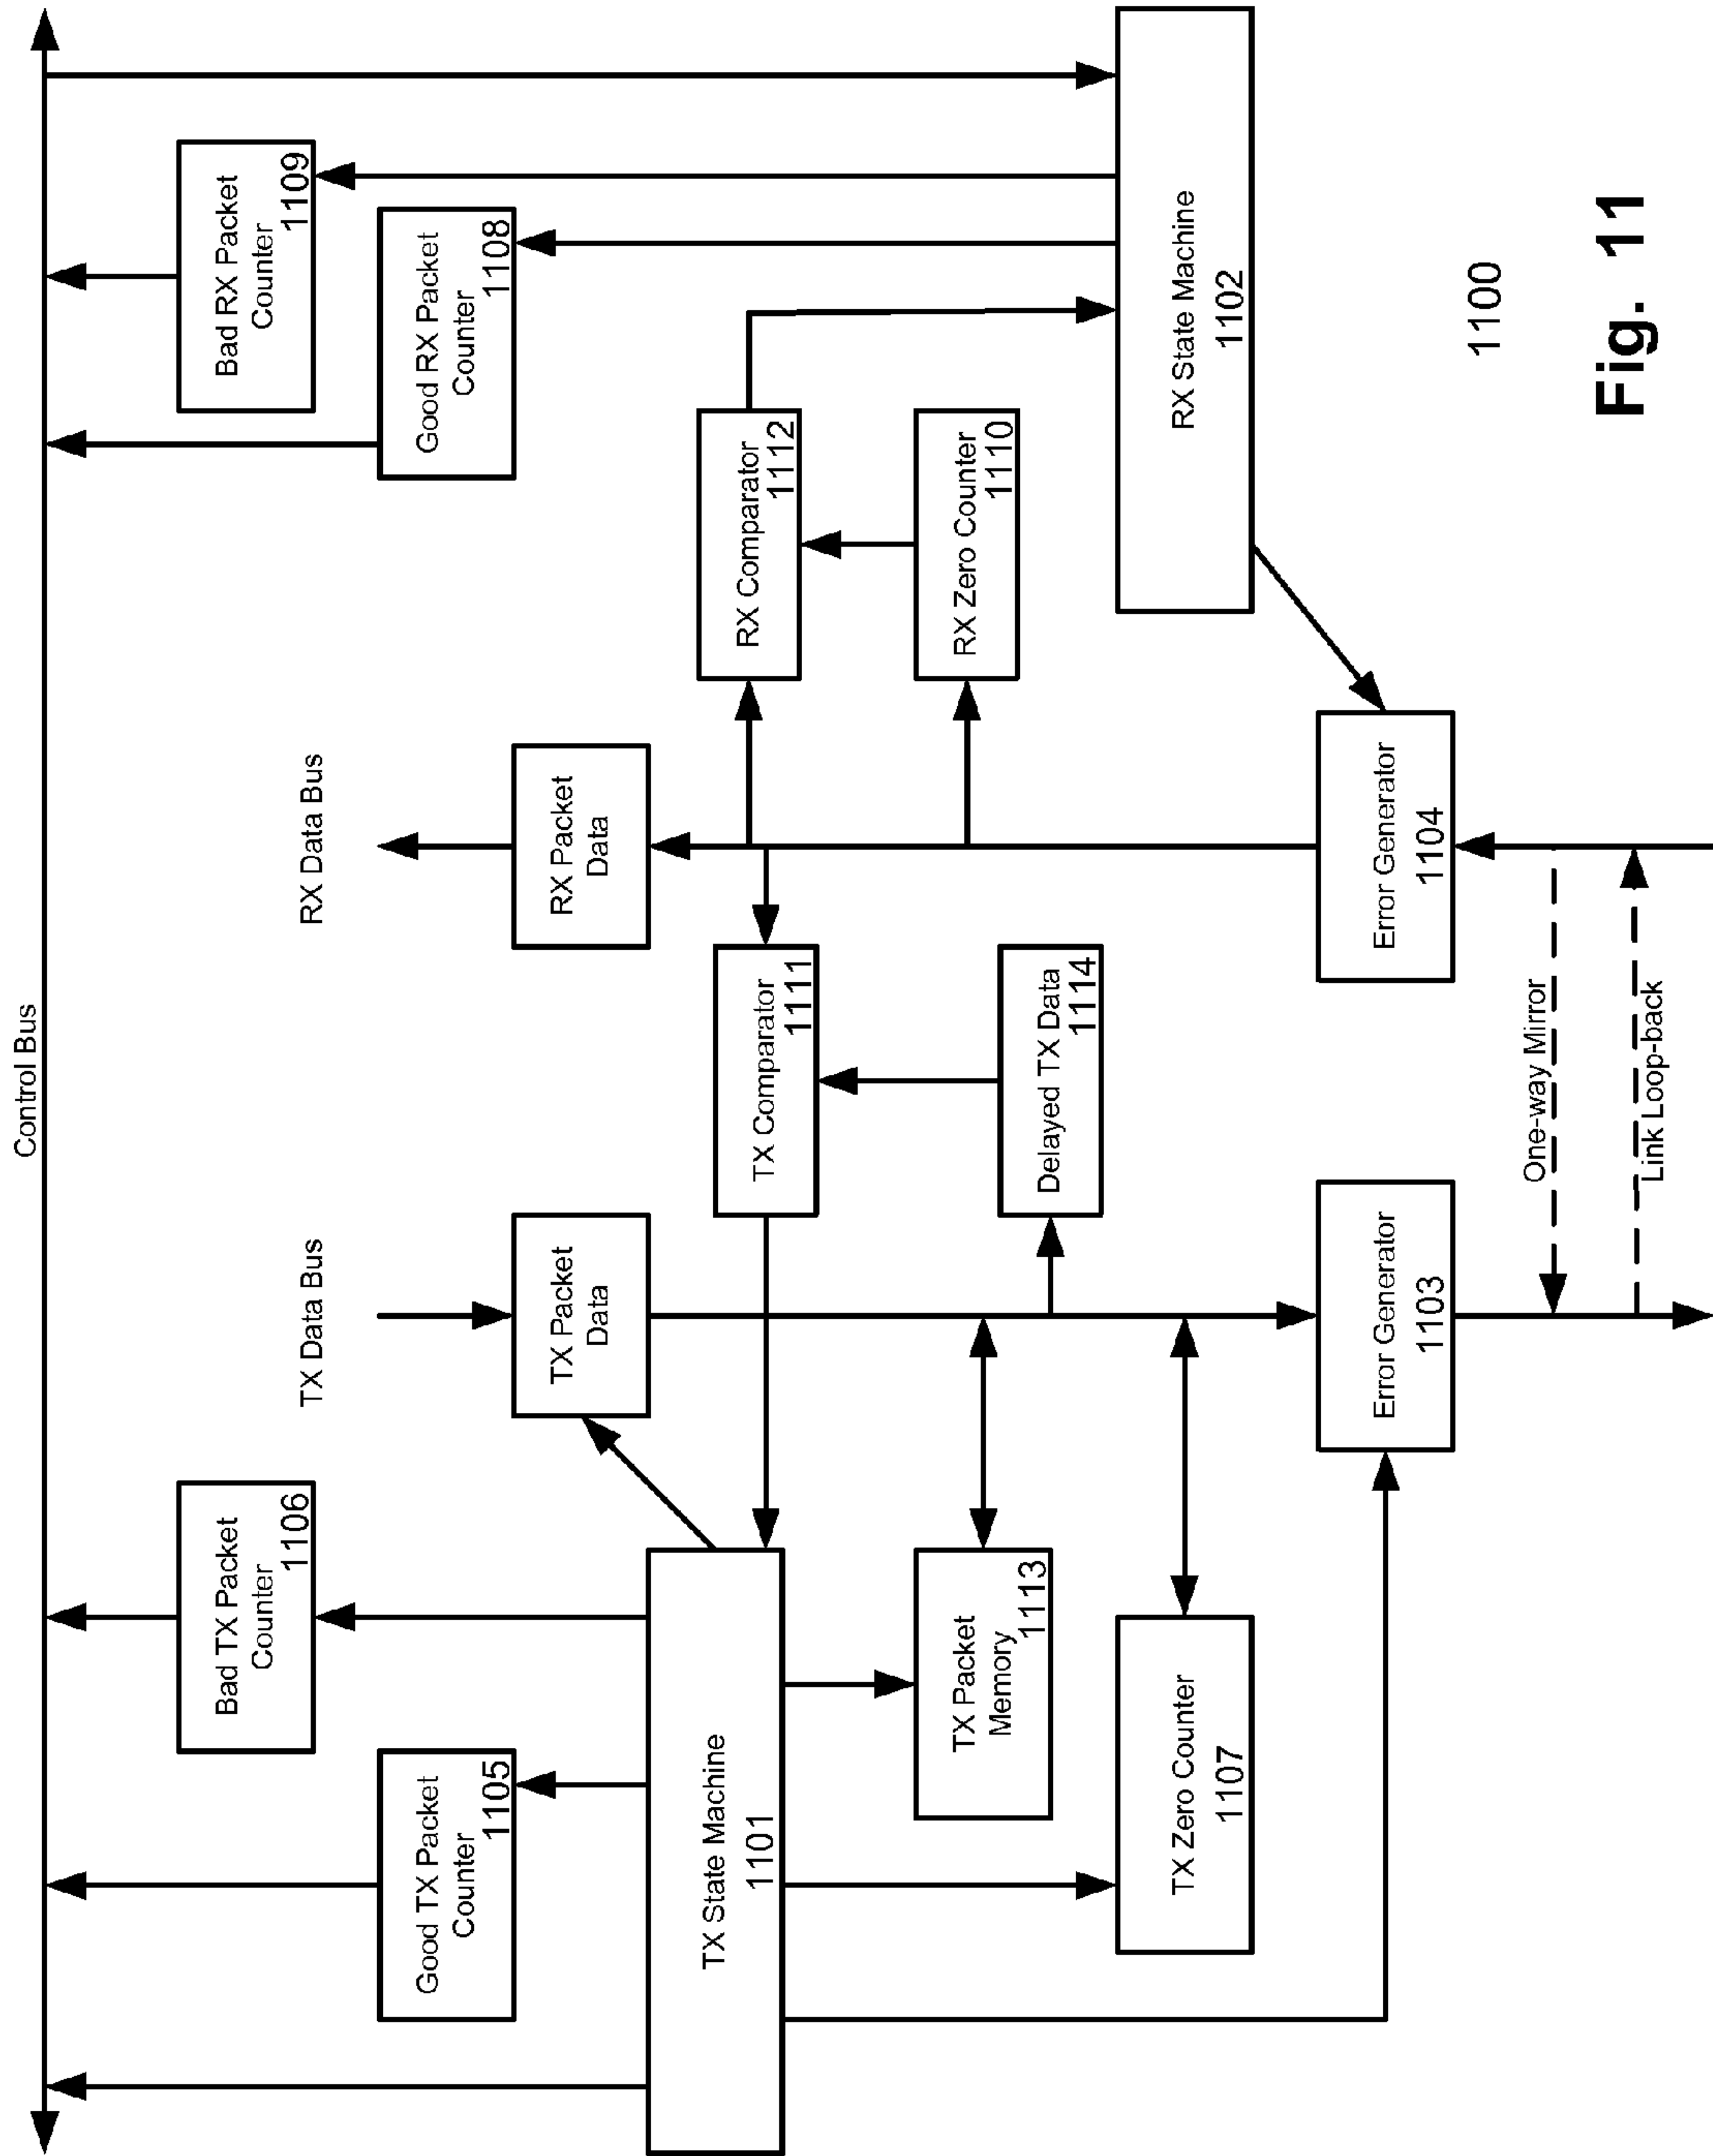 Control Bus
Bad TX Packet
Counter
1106
Bad RX Packet
Counter
1109
Good TX Packet
Counter
1105
TX Data Bus
RX Data Bus
Good RX Packet
Counter
1108
TX Packet
Data
RX Packet
Data
TX State Machine
1101
TX Comparator
1111
RX Comparator
1112
TX Packet
Memory
1113
Delayed TX Data
1114
RX Zero Counter
1110
TX Zero Counter
1107
RX State Machine
1102
Error Generator
1103
Error Generator
1104
One-way Mirror
Link Loop-back
1100
Fig. 11